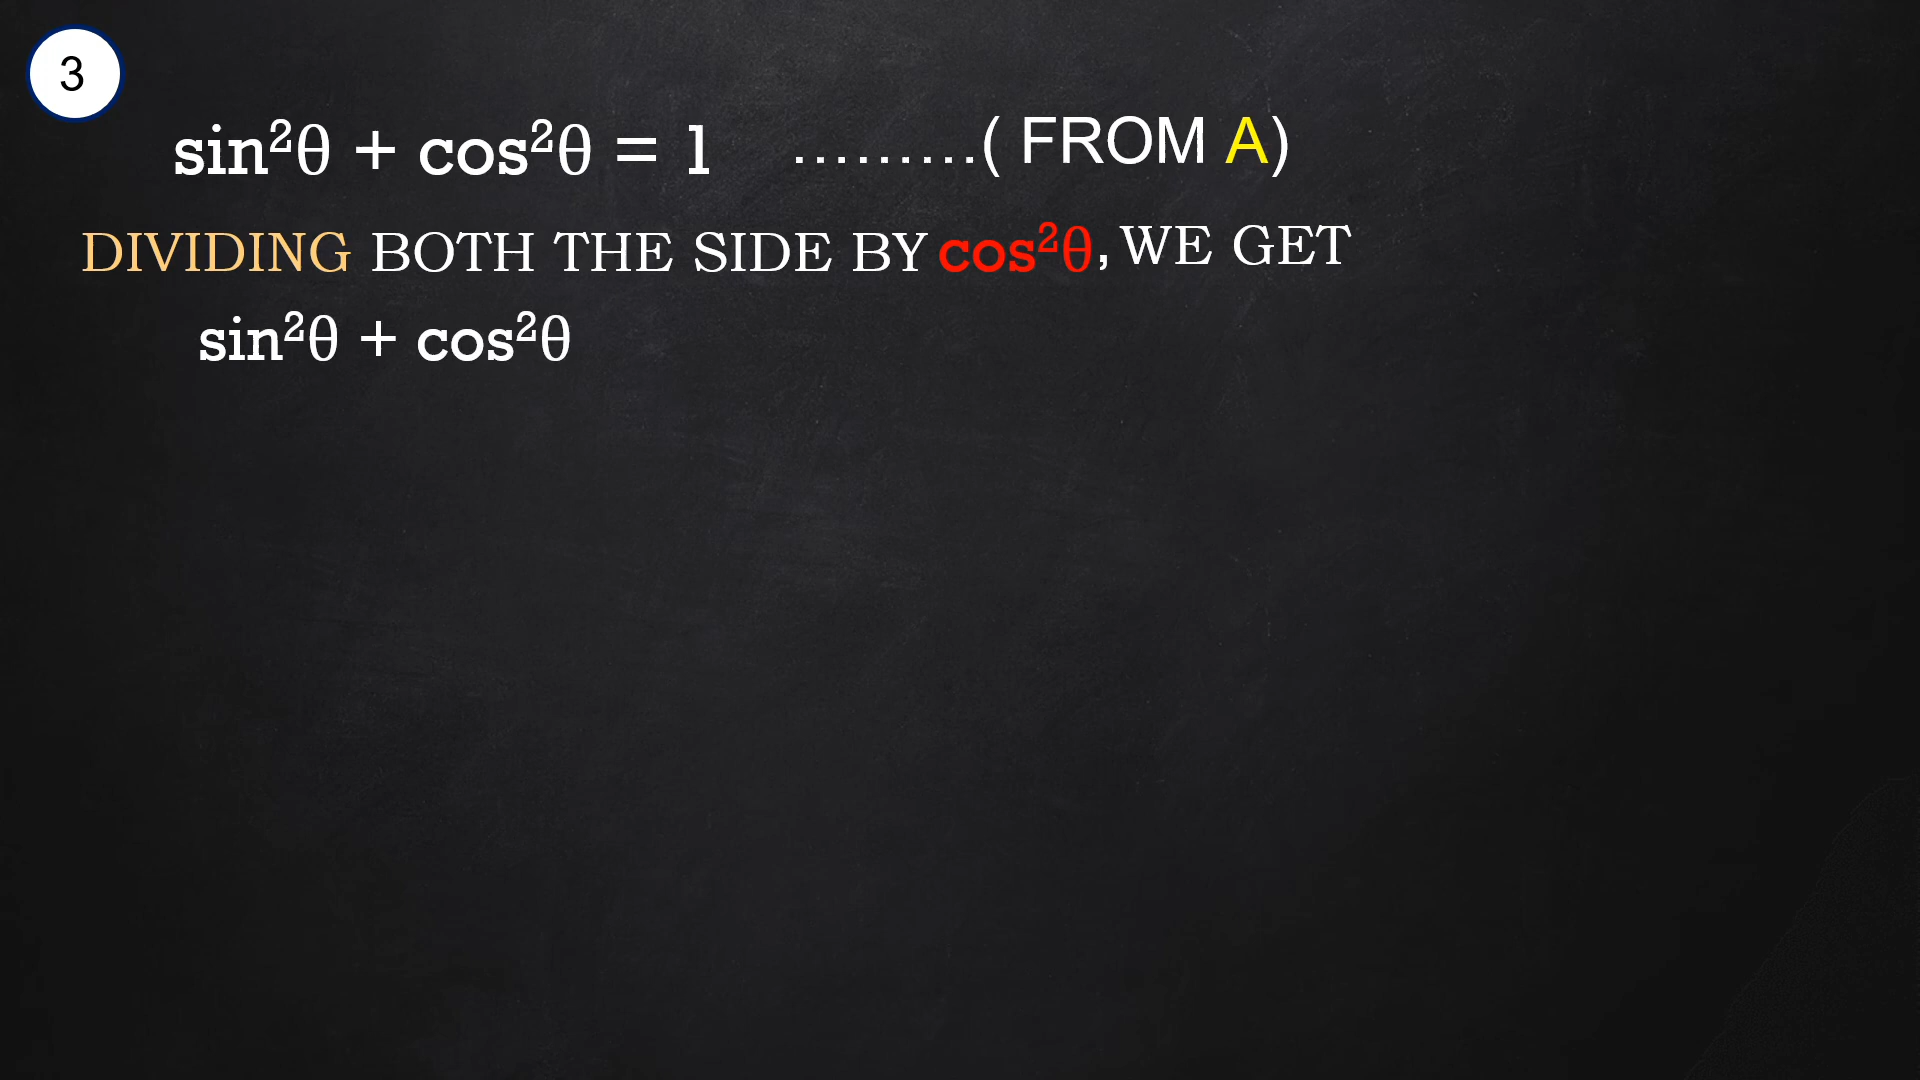 3
sin²θ + cos²θ = 1 ………( FROM A)
DIVIDING BOTH THE SIDE BY cos²θ, WE GET
sin²θ + cos²θ